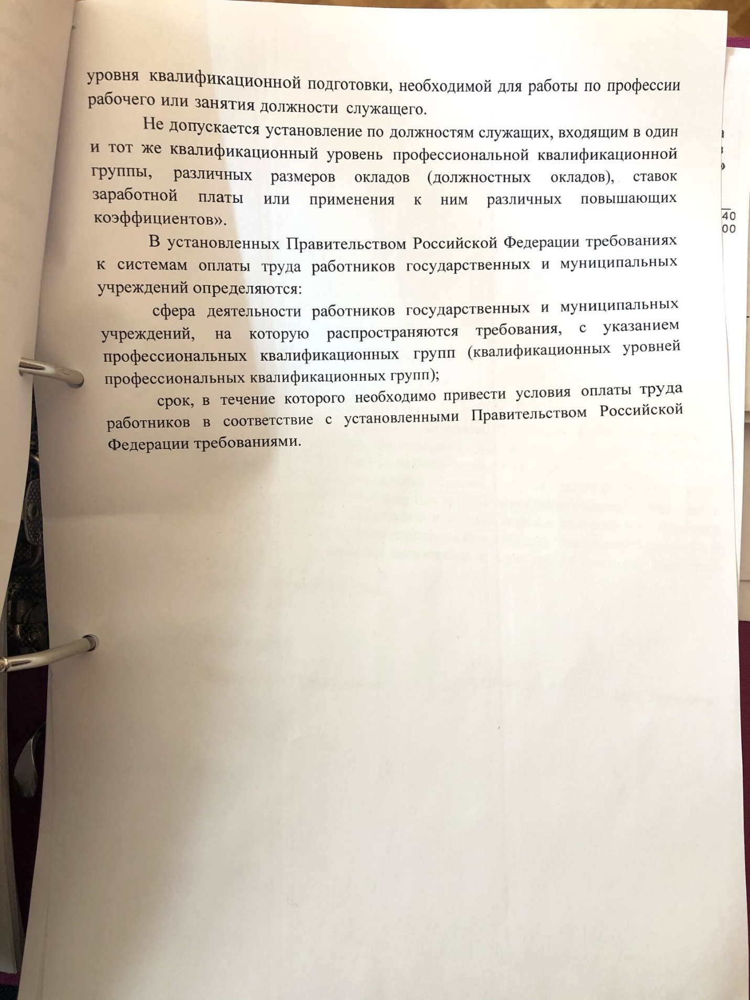 уровня квалификационной подготовки, необходимой для работы по профессии
рабочего или занятия должности служащего.
Не допускается установление по должностям служащих, входящим в один
и тот же квалификационный уровень профессиональной квалификационной
группы, различных размеров окладов (должностных окладов), ставок
заработной платы или применения к ним различных повышающих
коэффициентов».
В установленных Правительством Российской Федерации требованиях
к системам оплаты труда работников государственных и муниципальных
учреждений определяются:
сфера деятельности работников государственных и муниципальных
учреждений, на которую распространяются требования, с указанием
профессиональных квалификационных групп (квалификационных уровней
профессиональных квалификационных групп);
срок, в течение которого необходимо привести условия оплаты труда
работников в соответствие с установленными Правительством Российской
Федерации требованиями.
40
00